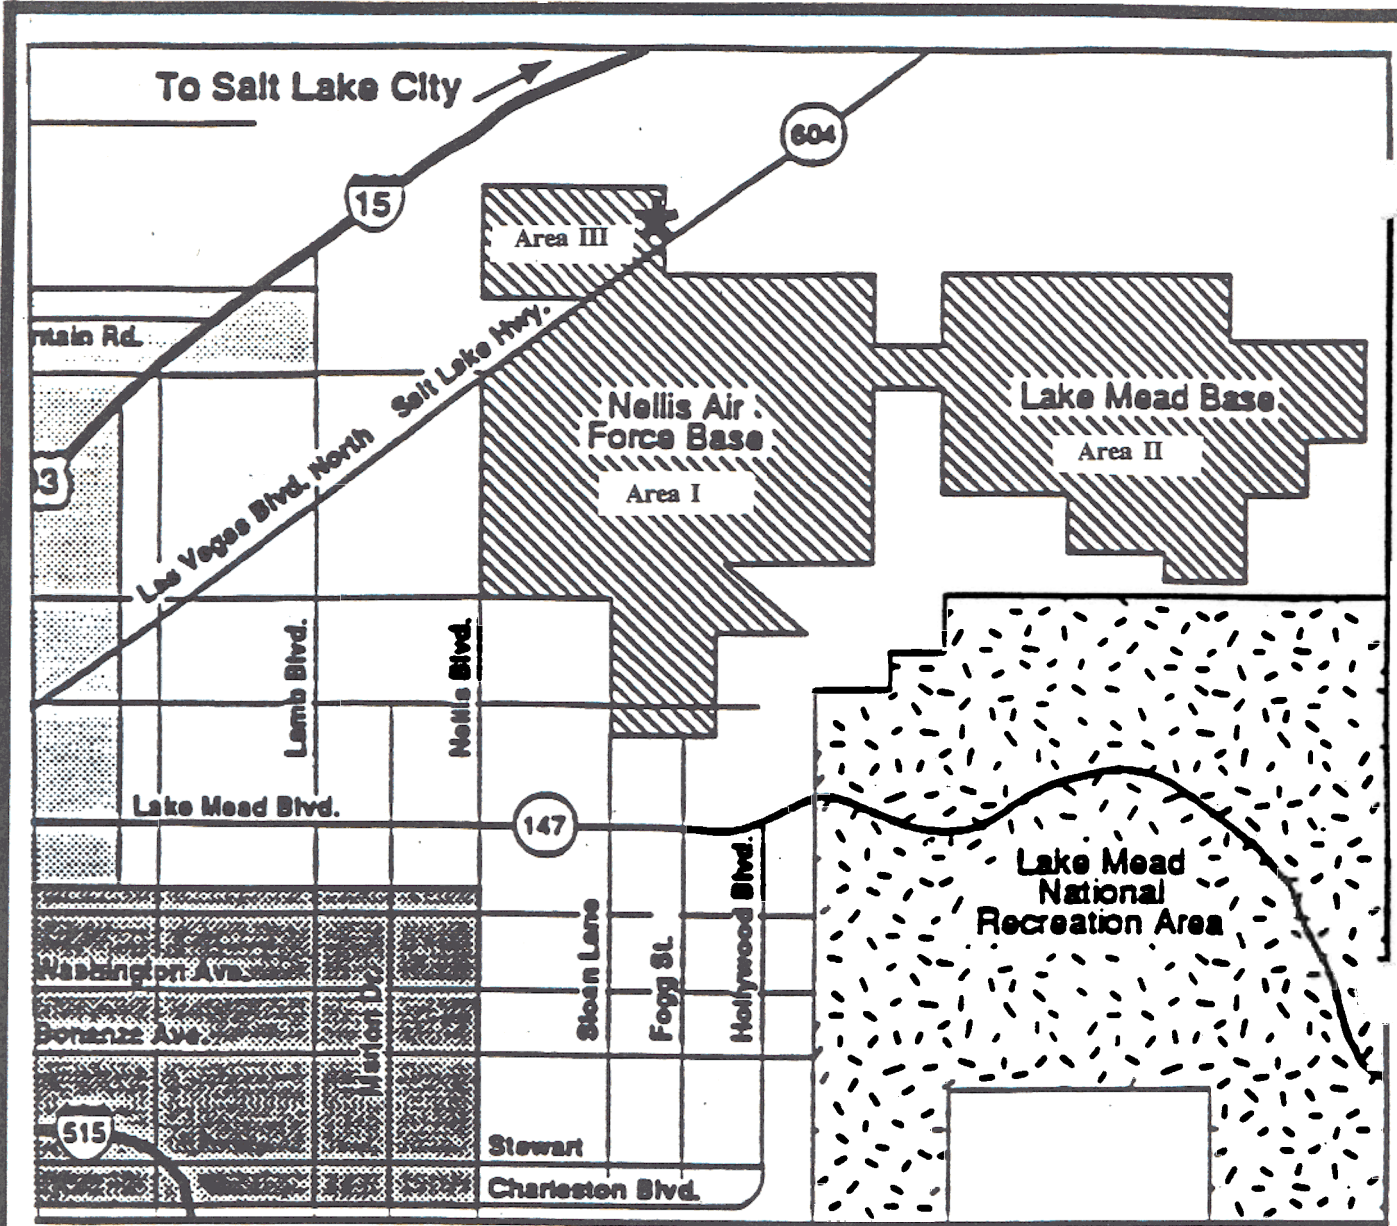 To Salt Lake City
604
15
Area III
ntain Rd.
Salt Lake Hwy.
Nellis Air
Force Base
Area I
Lake Mead Base
Area II
Las Vegas Blvd. North
Lamb Blvd.
Nellis Blvd.
Lake Mead Blvd.
147
Lake Mead
National
Recreation Area
Sloan Lane
Fogg St.
Hollywood Blvd.
Washington Ave.
Bonanza Ave.
515
Stewart
Charleston Blvd.